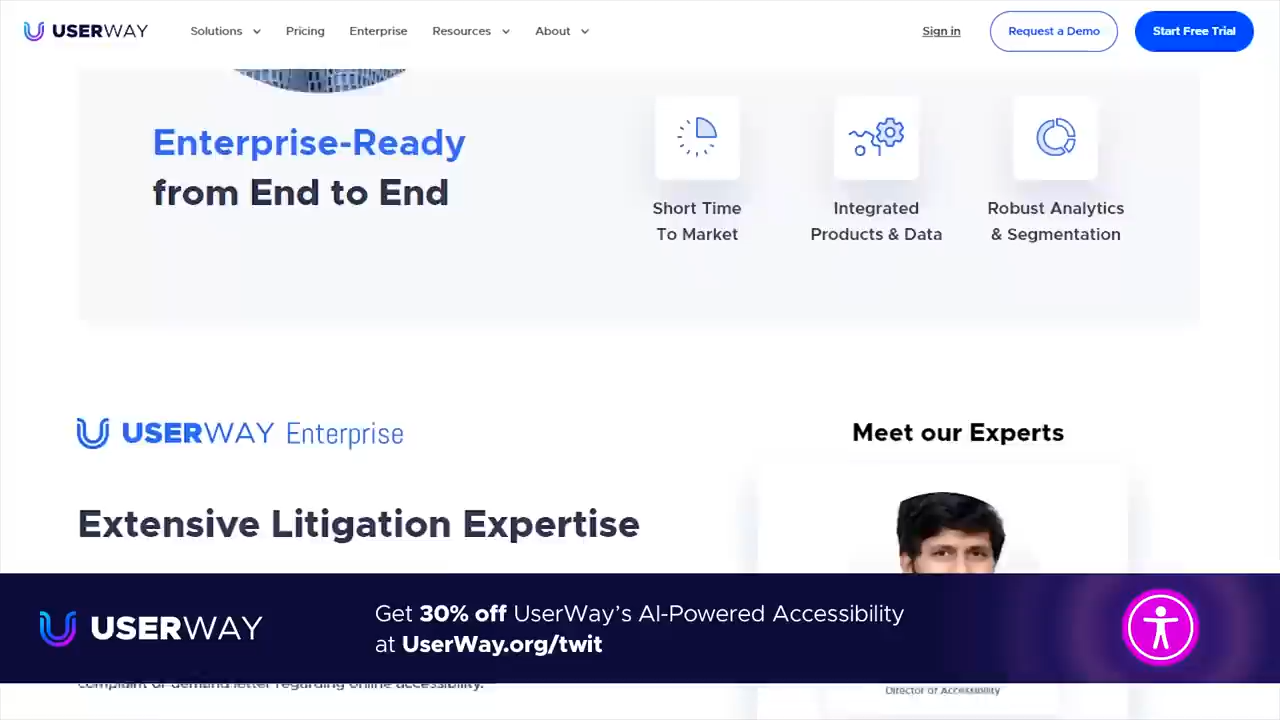 USERWAY
Solutions
Pricing
Enterprise
Resources
About
Sign in
Request a Demo
Start Free Trial
Enterprise-Ready
from End to End
Short Time
To Market
Integrated
Products & Data
Robust Analytics
& Segmentation
USERWAY Enterprise
Meet our Experts
Extensive Litigation Expertise
USERWAY
Get 30% off UserWay’s AI-Powered Accessibility
at UserWay.org/twit
complaint or demand letter regarding online accessibility.
Director of Accessibility